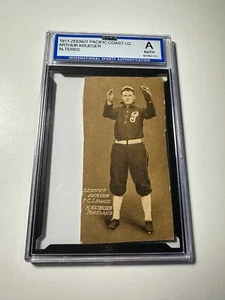 1911 ZEENUT PACIFIC COAST LG.
ARTHUR KRUEGER
ALTERED
A
AUTH
INTERNATIONAL SPORTS AUTHENTICATION
ZEENUT
SERIES
P.C. LEAGUE
KRUEGER
PORTLAND
P